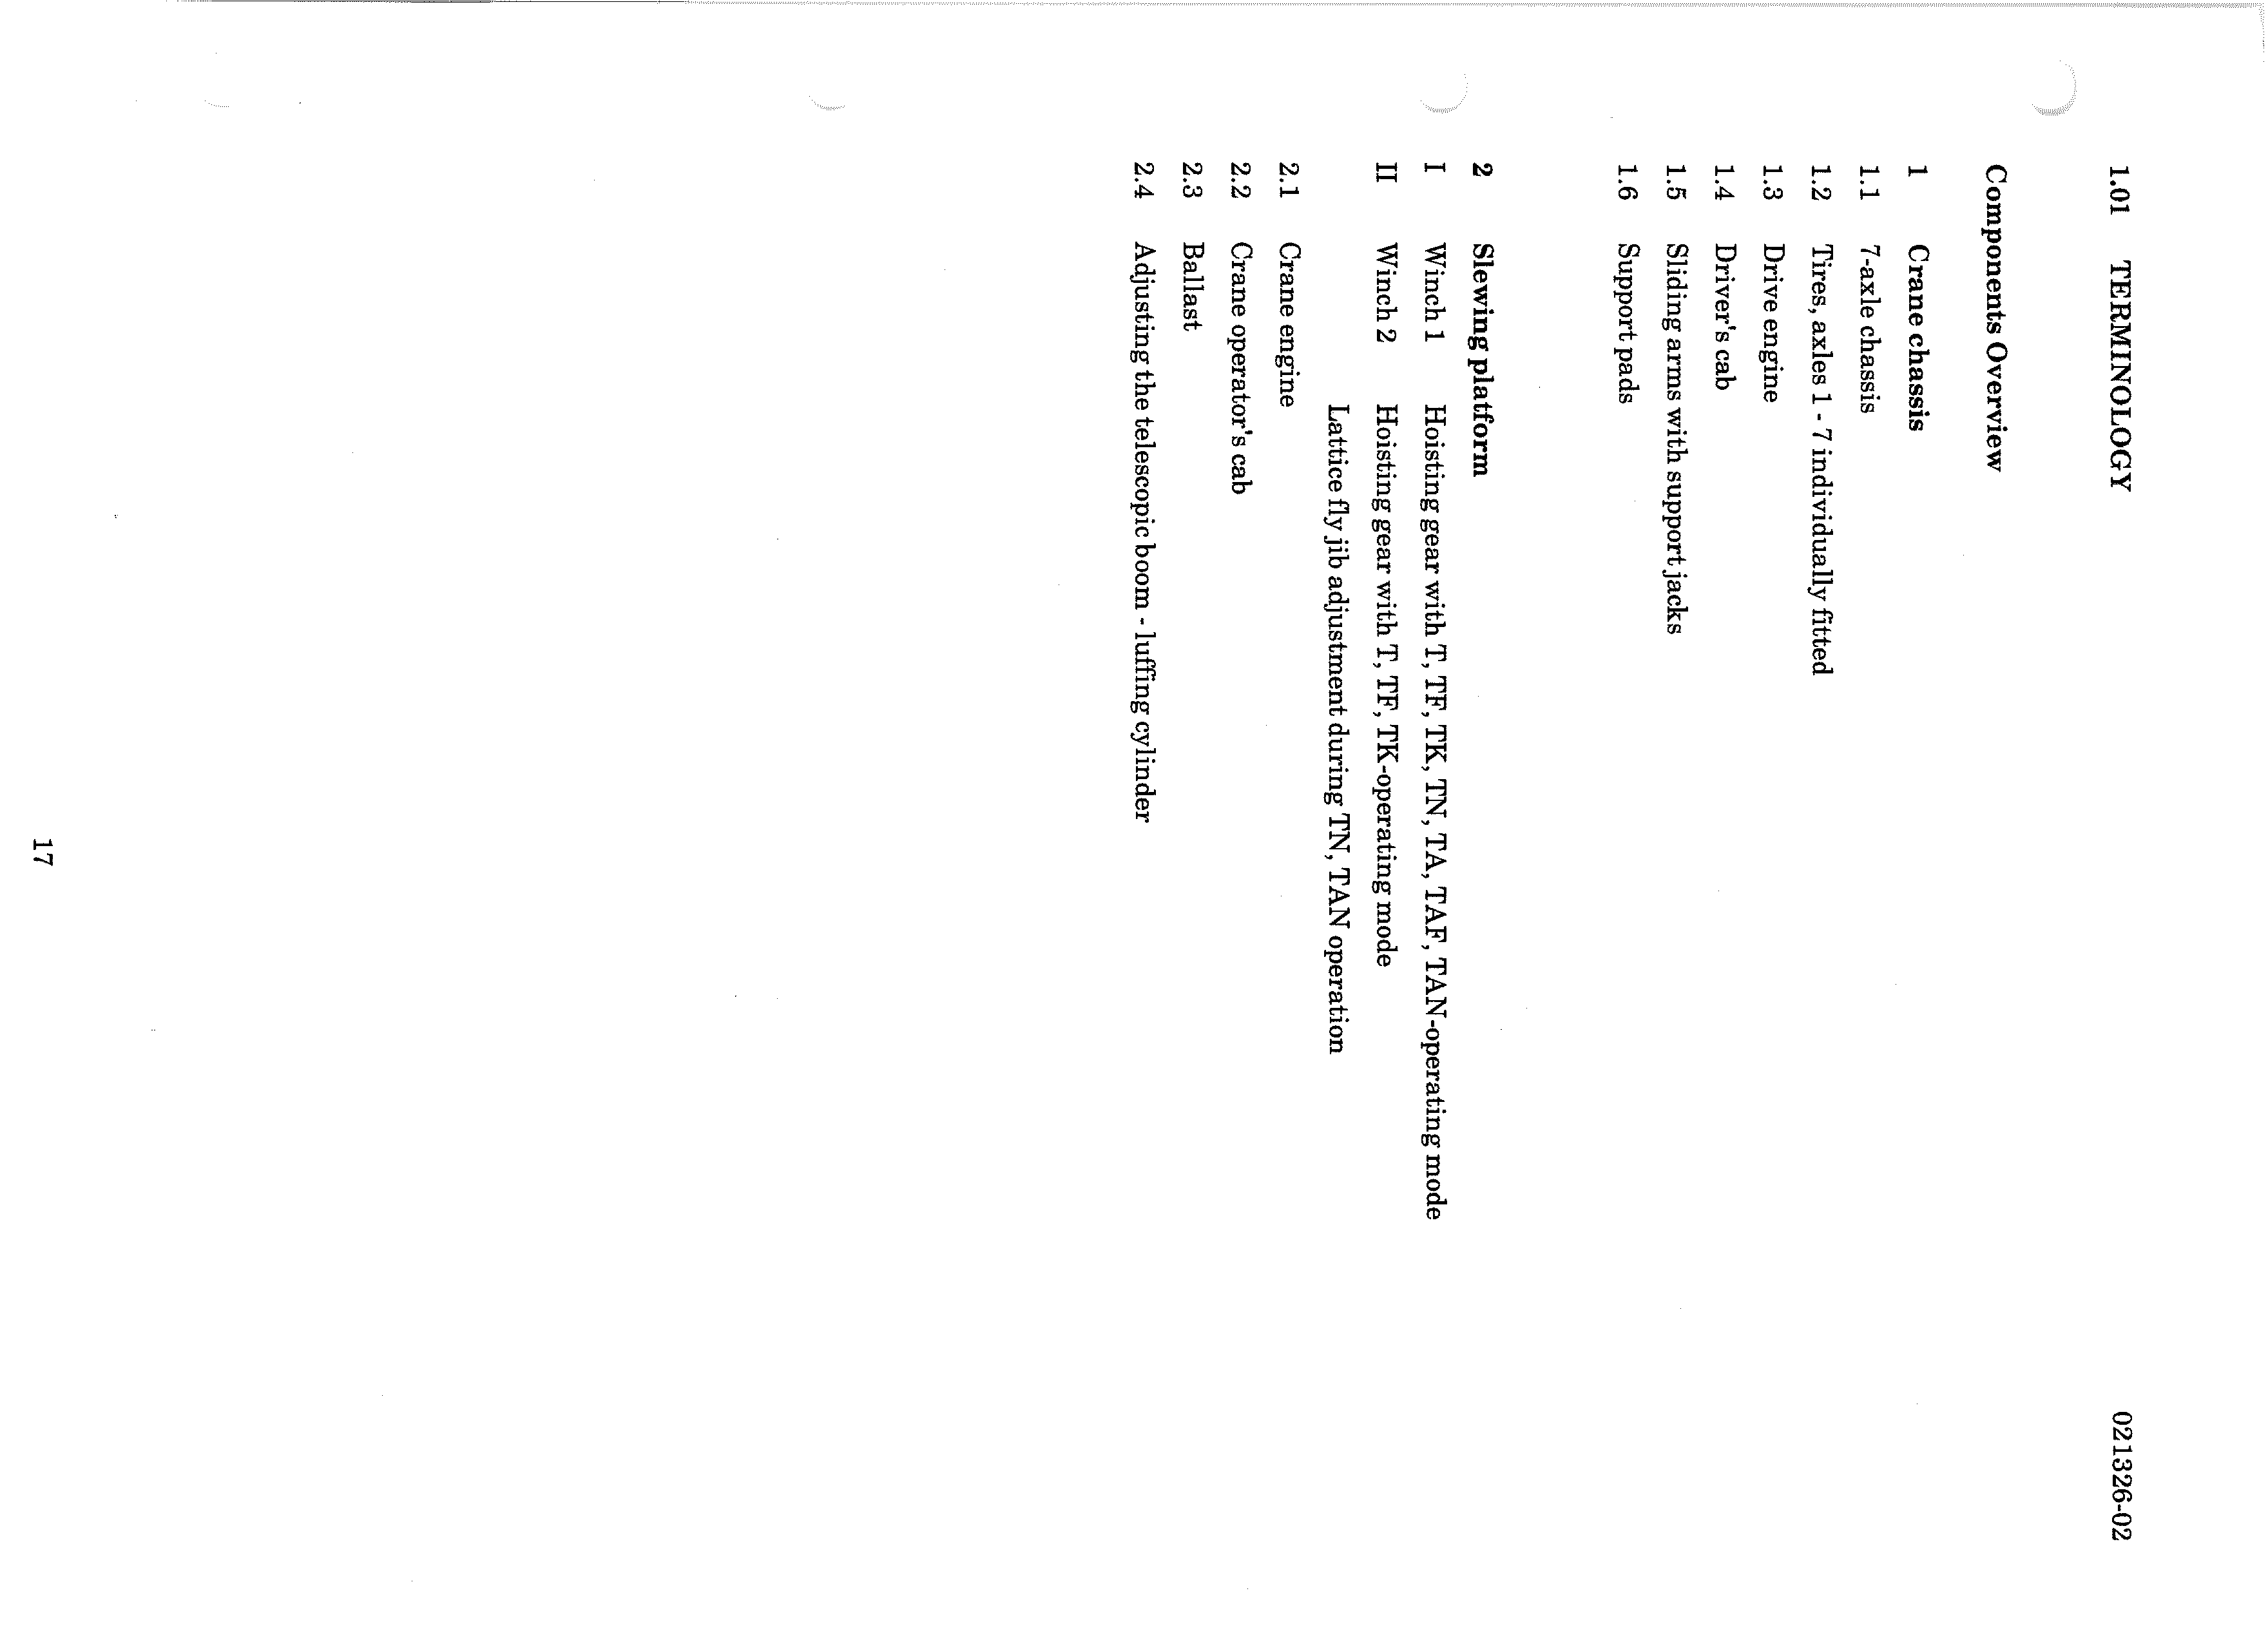 1.01 TERMINOLOGY 021326-02
Components Overview
1 Crane chassis
1.1 7-axle chassis
1.2 Tires, axles 1 - 7 individually fitted
1.3 Drive engine
1.4 Driver's cab
1.5 Sliding arms with support jacks
1.6 Support pads
2 Slewing platform
I Winch 1 Hoisting gear with T, TF, TK, TN, TA, TAF, TAN-operating mode
II Winch 2 Hoisting gear with T, TF, TK-operating mode
Lattice fly jib adjustment during TN, TAN operation
2.1 Crane engine
2.2 Crane operator's cab
2.3 Ballast
2.4 Adjusting the telescopic boom - luffing cylinder
17